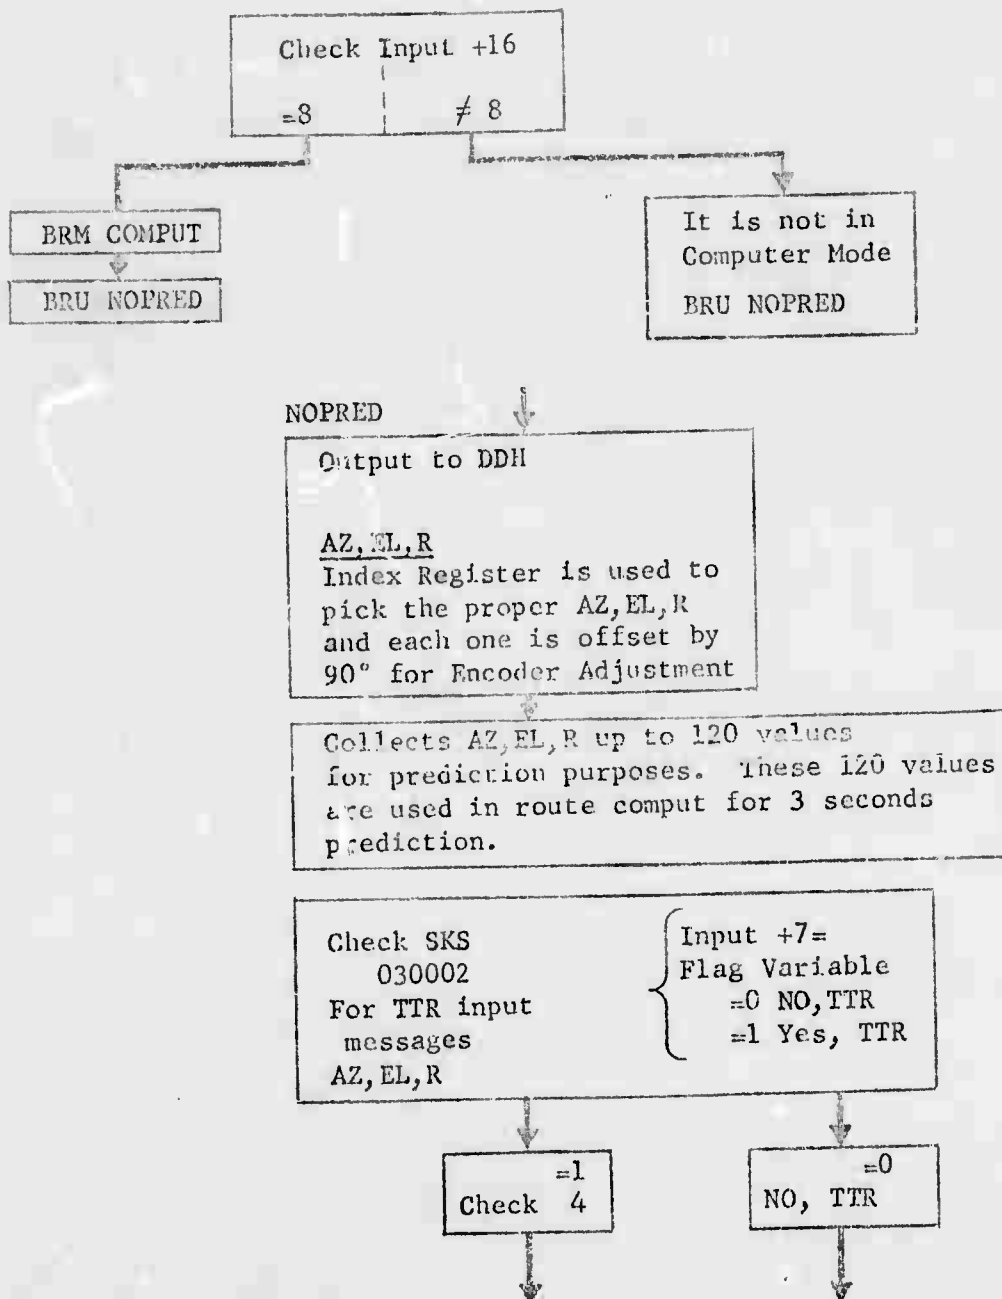 Check Input +16
=8 ≠ 8
BRM COMPUT
BRU NOPRED
It is not in
Computer Mode
BRU NOPRED
NOPRED
Output to DDH
AZ,EL,R
Index Register is used to
pick the proper AZ,EL,R
and each one is offset by
90° for Encoder Adjustment
Collects AZ,EL,R up to 120 values
for prediction purposes. These 120 values
are used in route comput for 3 seconds
prediction.
Check SKS
030002
For TTR input
messages
AZ,EL,R
Input +7=
Flag Variable
=0 NO,TTR
=1 Yes, TTR
=1
Check 4
=0
NO, TTR